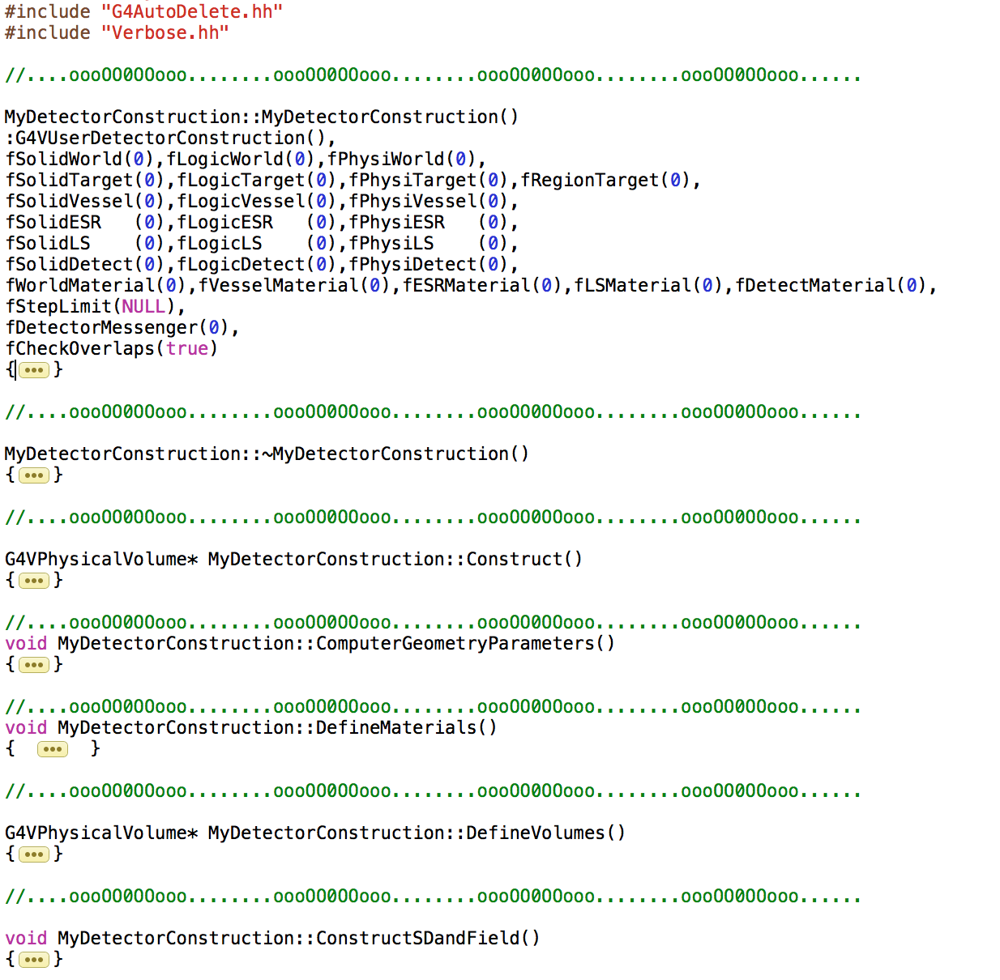 #include "G4AutoDelete.hh"
#include "Verbose.hh"
//....oooOO0OOooo........oooOO0OOooo........oooOO0OOooo........oooOO0OOooo......
MyDetectorConstruction::MyDetectorConstruction()
:G4VUserDetectorConstruction(),
fSolidWorld(0),fLogicWorld(0),fPhysiWorld(0),
fSolidTarget(0),fLogicTarget(0),fPhysiTarget(0),fRegionTarget(0),
fSolidVessel(0),fLogicVessel(0),fPhysiVessel(0),
fSolidESR   (0),fLogicESR   (0),fPhysiESR   (0),
fSolidLS    (0),fLogicLS    (0),fPhysiLS    (0),
fSolidDetect(0),fLogicDetect(0),fPhysiDetect(0),
fWorldMaterial(0),fVesselMaterial(0),fESRMaterial(0),fLSMaterial(0),fDetectMaterial(0),
fStepLimit(NULL),
fDetectorMessenger(0),
fCheckOverlaps(true)
{•••}
//....oooOO0OOooo........oooOO0OOooo........oooOO0OOooo........oooOO0OOooo......
MyDetectorConstruction::~MyDetectorConstruction()
{•••}
//....oooOO0OOooo........oooOO0OOooo........oooOO0OOooo........oooOO0OOooo......
G4VPhysicalVolume* MyDetectorConstruction::Construct()
{•••}
//....oooOO0OOooo........oooOO0OOooo........oooOO0OOooo........oooOO0OOooo......
void MyDetectorConstruction::ComputerGeometryParameters()
{•••}
//....oooOO0OOooo........oooOO0OOooo........oooOO0OOooo........oooOO0OOooo......
void MyDetectorConstruction::DefineMaterials()
{  •••  }
//....oooOO0OOooo........oooOO0OOooo........oooOO0OOooo........oooOO0OOooo......
G4VPhysicalVolume* MyDetectorConstruction::DefineVolumes()
{•••}
//....oooOO0OOooo........oooOO0OOooo........oooOO0OOooo........oooOO0OOooo......
void MyDetectorConstruction::ConstructSDandField()
{•••}